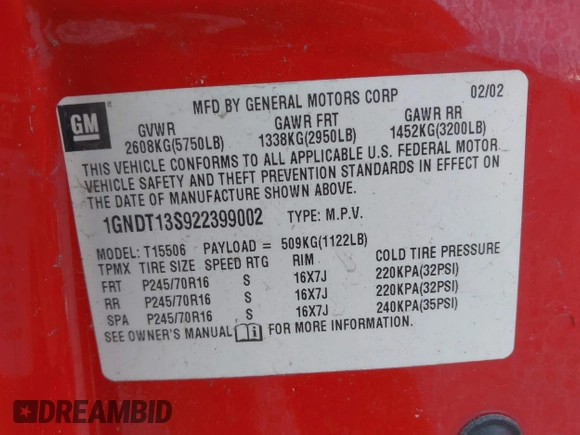 MFD BY GENERAL MOTORS CORP 02/02
GM
GVWR GAWR FRT GAWR RR
2608KG(5750LB) 1338KG(2950LB) 1452KG(3200LB)
THIS VEHICLE CONFORMS TO ALL APPLICABLE U.S. FEDERAL MOTOR
VEHICLE SAFETY AND THEFT PREVENTION STANDARDS IN EFFECT ON
THE DATE OF MANUFACTURE SHOWN ABOVE.
1GNDT13S922399002 TYPE: M.P.V.
MODEL: T15506 PAYLOAD = 509KG(1122LB)
TPMX TIRE SIZE SPEED RTG RIM COLD TIRE PRESSURE
FRT P245/70R16 S 16X7J 220KPA(32PSI)
RR P245/70R16 S 16X7J 220KPA(32PSI)
SPA P245/70R16 S 16X7J 240KPA(35PSI)
SEE OWNER'S MANUAL i FOR MORE INFORMATION.
DREAMBID